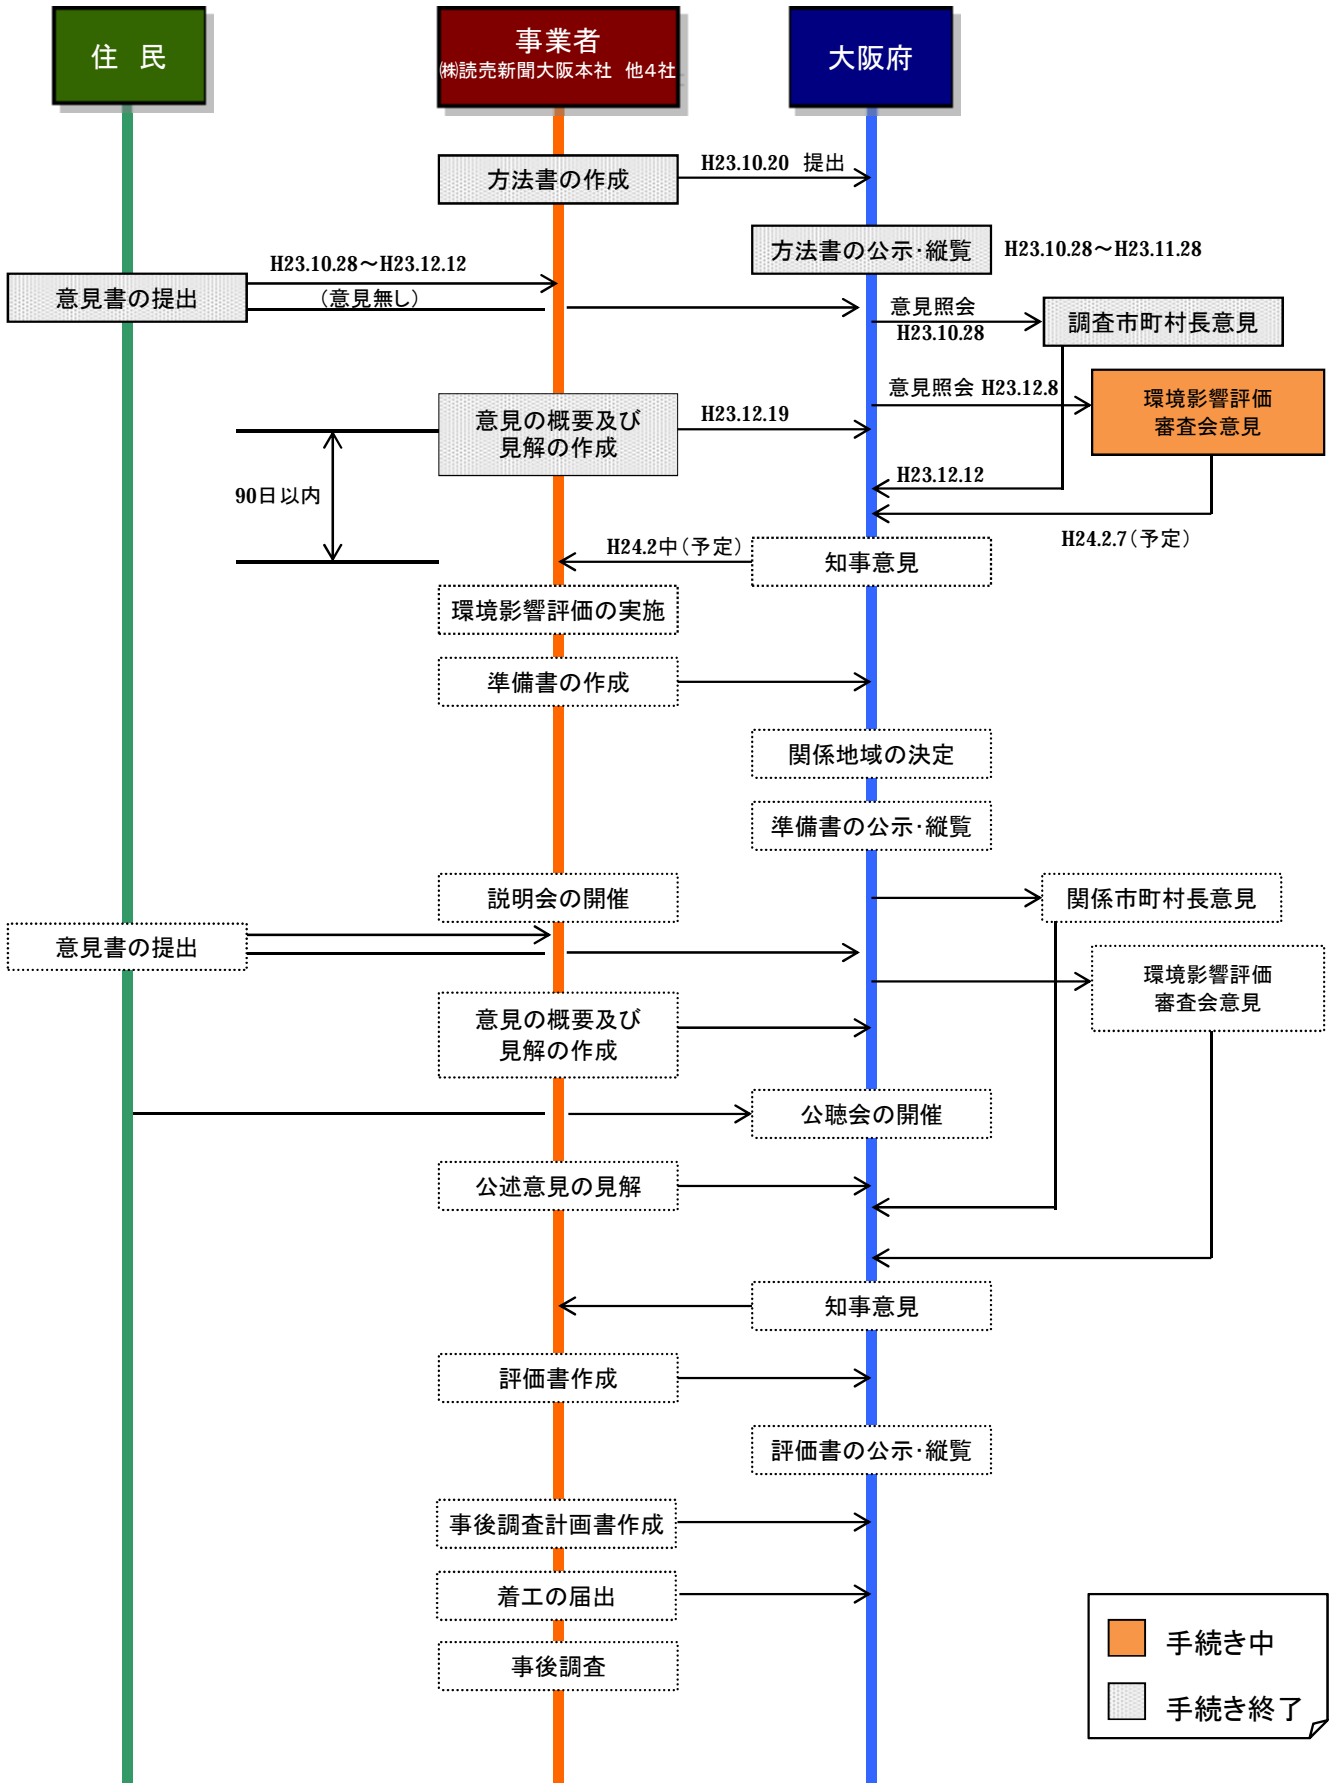 住　民
事業者
㈱読売新聞大阪本社　他4社
大阪府
方法書の作成
H23.10.20　提出
方法書の公示・縦覧
H23.10.28～H23.11.28
H23.10.28～H23.12.12
意見書の提出
（意見無し）
意見照会
H23.10.28
調査市町村長意見
意見照会 H23.12.8
環境影響評価
審査会意見
意見の概要及び
見解の作成
H23.12.19
H23.12.12
90日以内
H24.2.7（予定）
H24.2中（予定）
知事意見
環境影響評価の実施
準備書の作成
関係地域の決定
準備書の公示・縦覧
説明会の開催
関係市町村長意見
意見書の提出
環境影響評価
審査会意見
意見の概要及び
見解の作成
公聴会の開催
公述意見の見解
知事意見
評価書作成
評価書の公示・縦覧
事後調査計画書作成
着工の届出
事後調査
手続き中
手続き終了